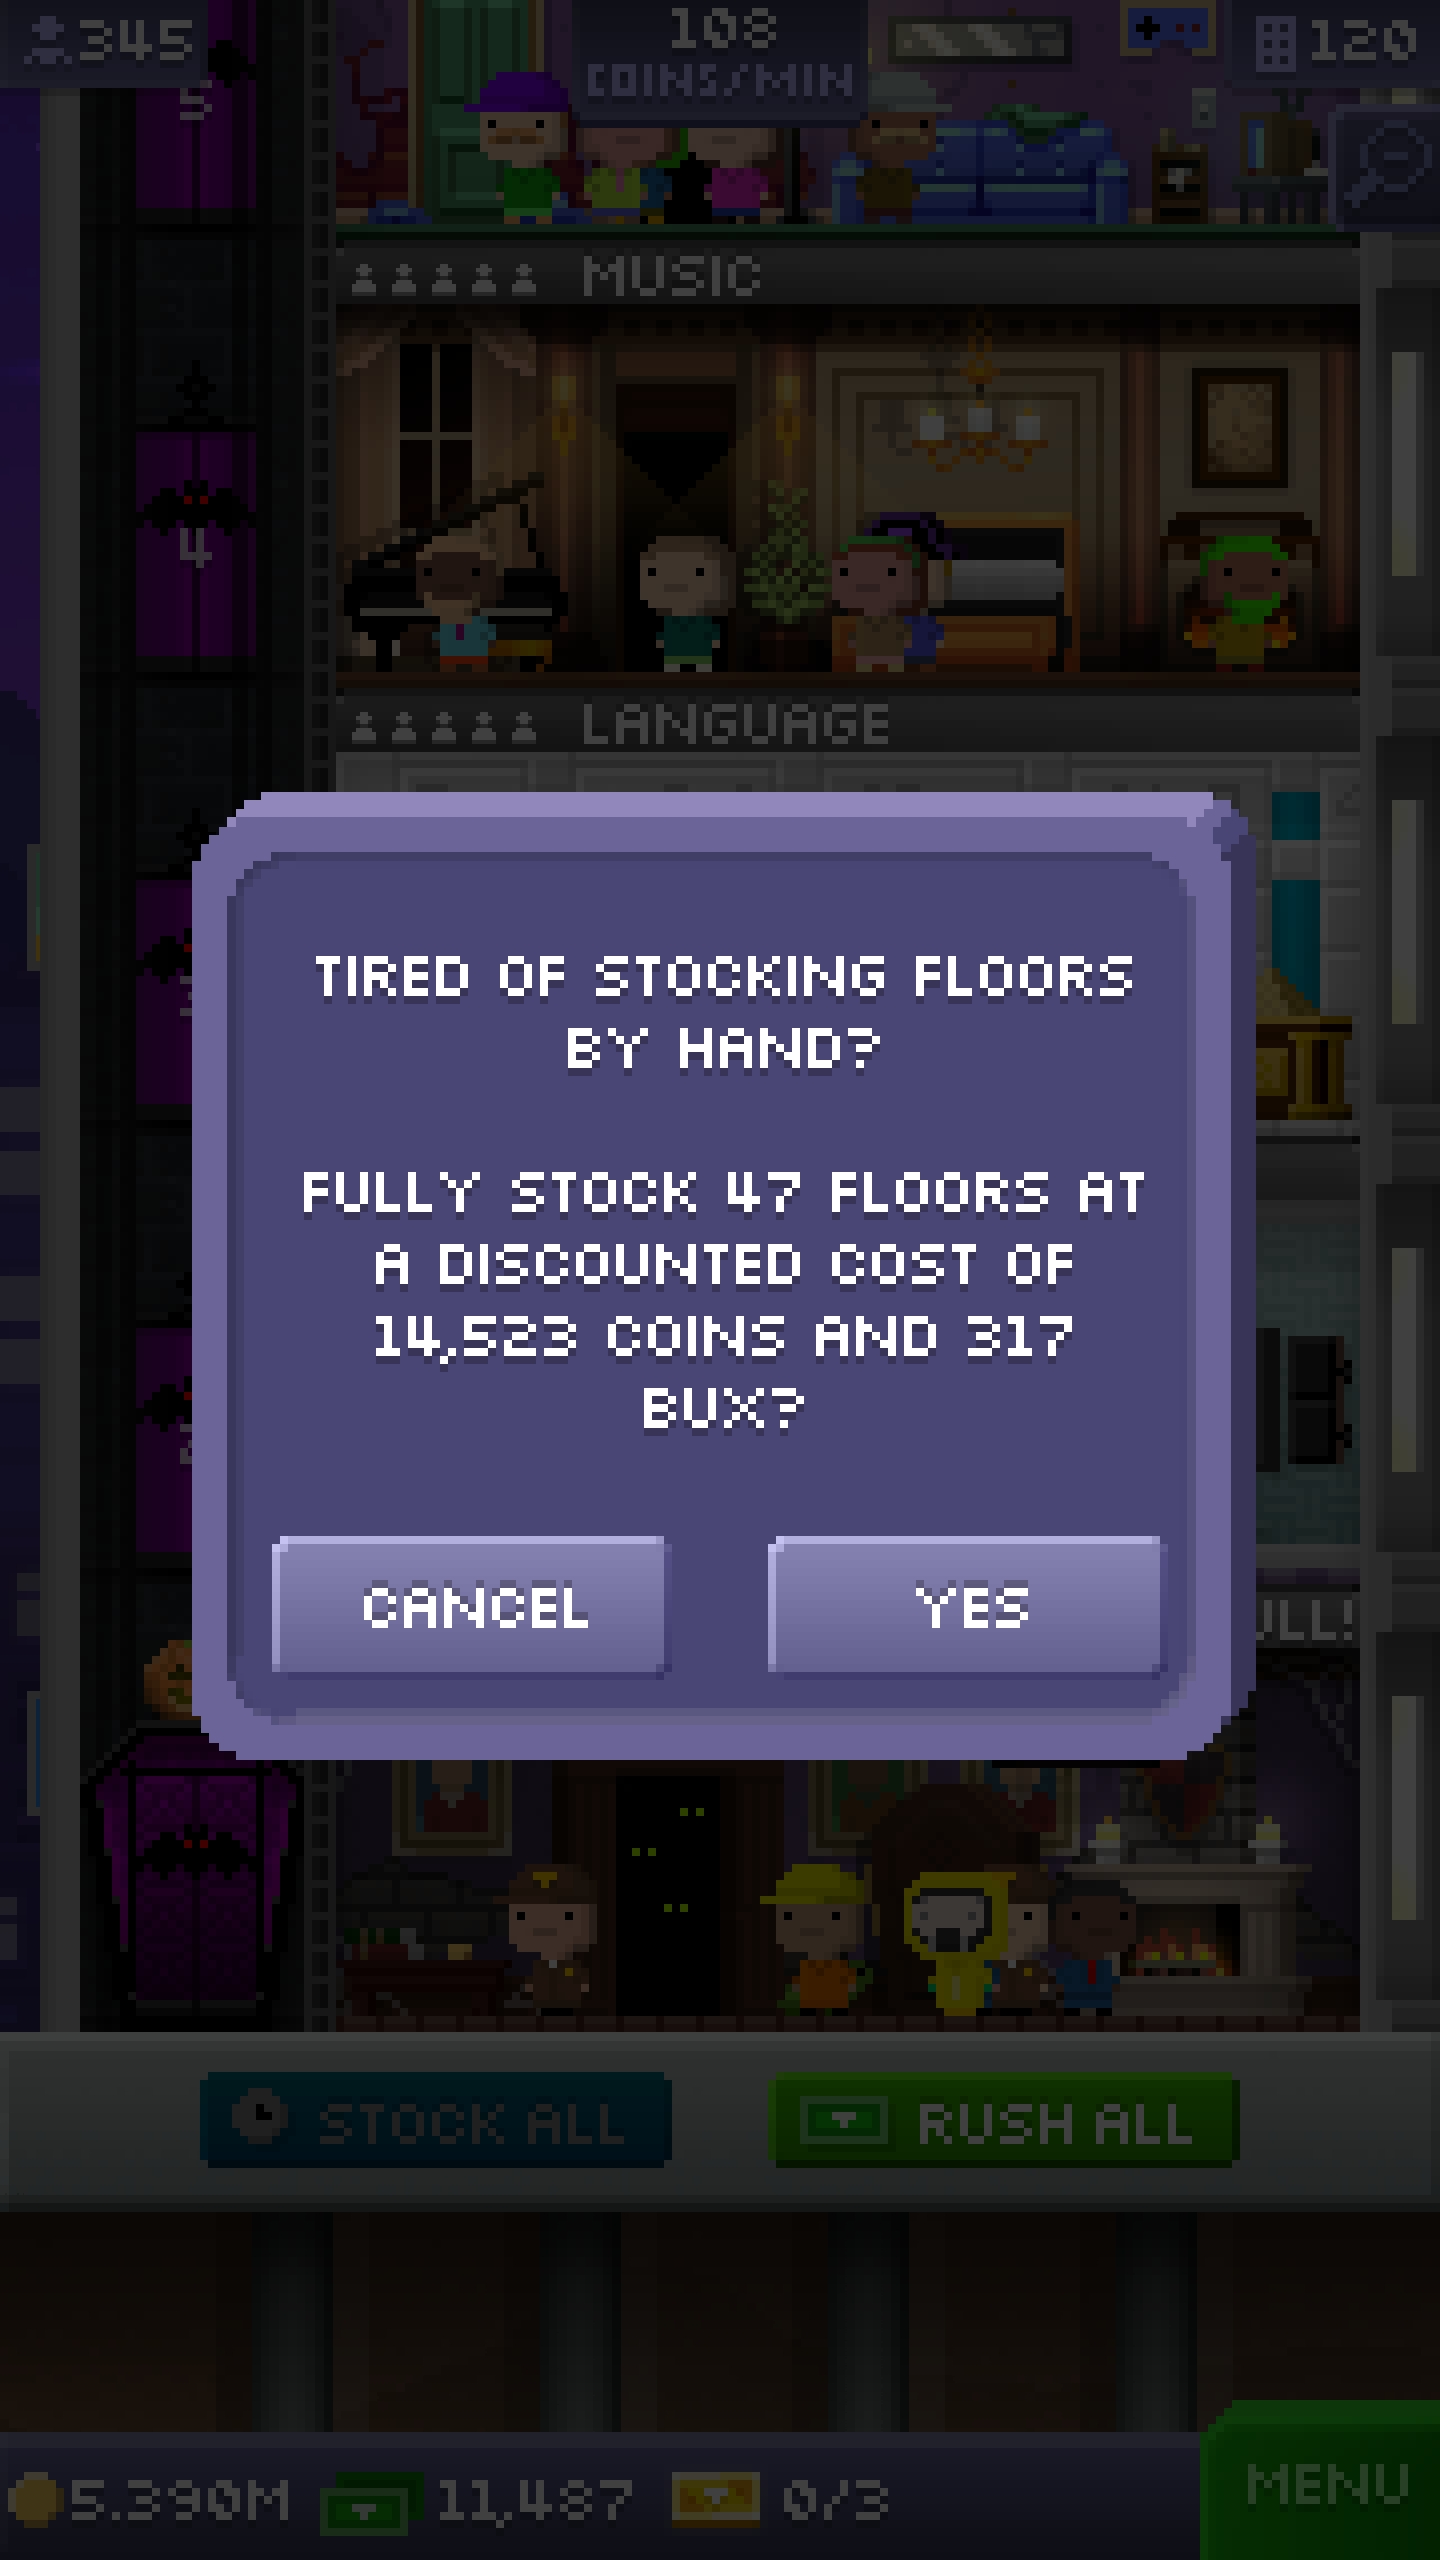 345
108
COINS/MIN
120
5
MUSIC
4
LANGUAGE
TIRED OF STOCKING FLOORS
BY HAND?
FULLY STOCK 47 FLOORS AT
A DISCOUNTED COST OF
14,523 COINS AND 317
BUX?
CANCEL
YES
STOCK ALL
RUSH ALL
5.390M
11,487
0/3
MENU